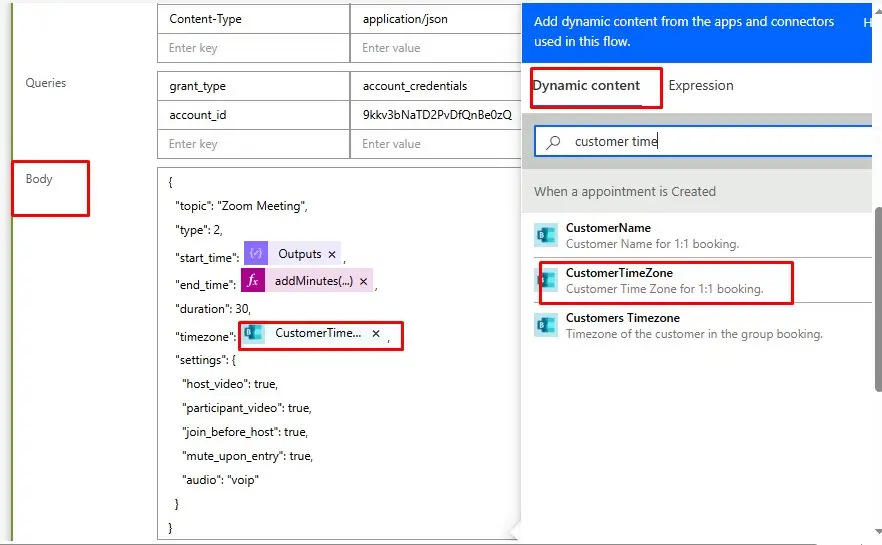 Content-Type application/json
Enter key Enter value
Queries
grant_type account_credentials
account_id 9kkv3bNaTD2PvDfQnBe0zQ
Enter key Enter value
Body
{
"topic": "Zoom Meeting",
"type": 2,
"start_time": Outputs × ,
"end_time": fx addMinutes(...) × ,
"duration": 30,
"timezone": B CustomerTime... × ,
"settings": {
"host_video": true,
"participant_video": true,
"join_before_host": true,
"mute_upon_entry": true,
"audio": "voip"
}
}
Add dynamic content from the apps and connectors H
used in this flow.
Dynamic content Expression
customer time
When a appointment is Created
B CustomerName
Customer Name for 1:1 booking.
B CustomerTimeZone
Customer Time Zone for 1:1 booking.
B Customers Timezone
Timezone of the customer in the group booking.